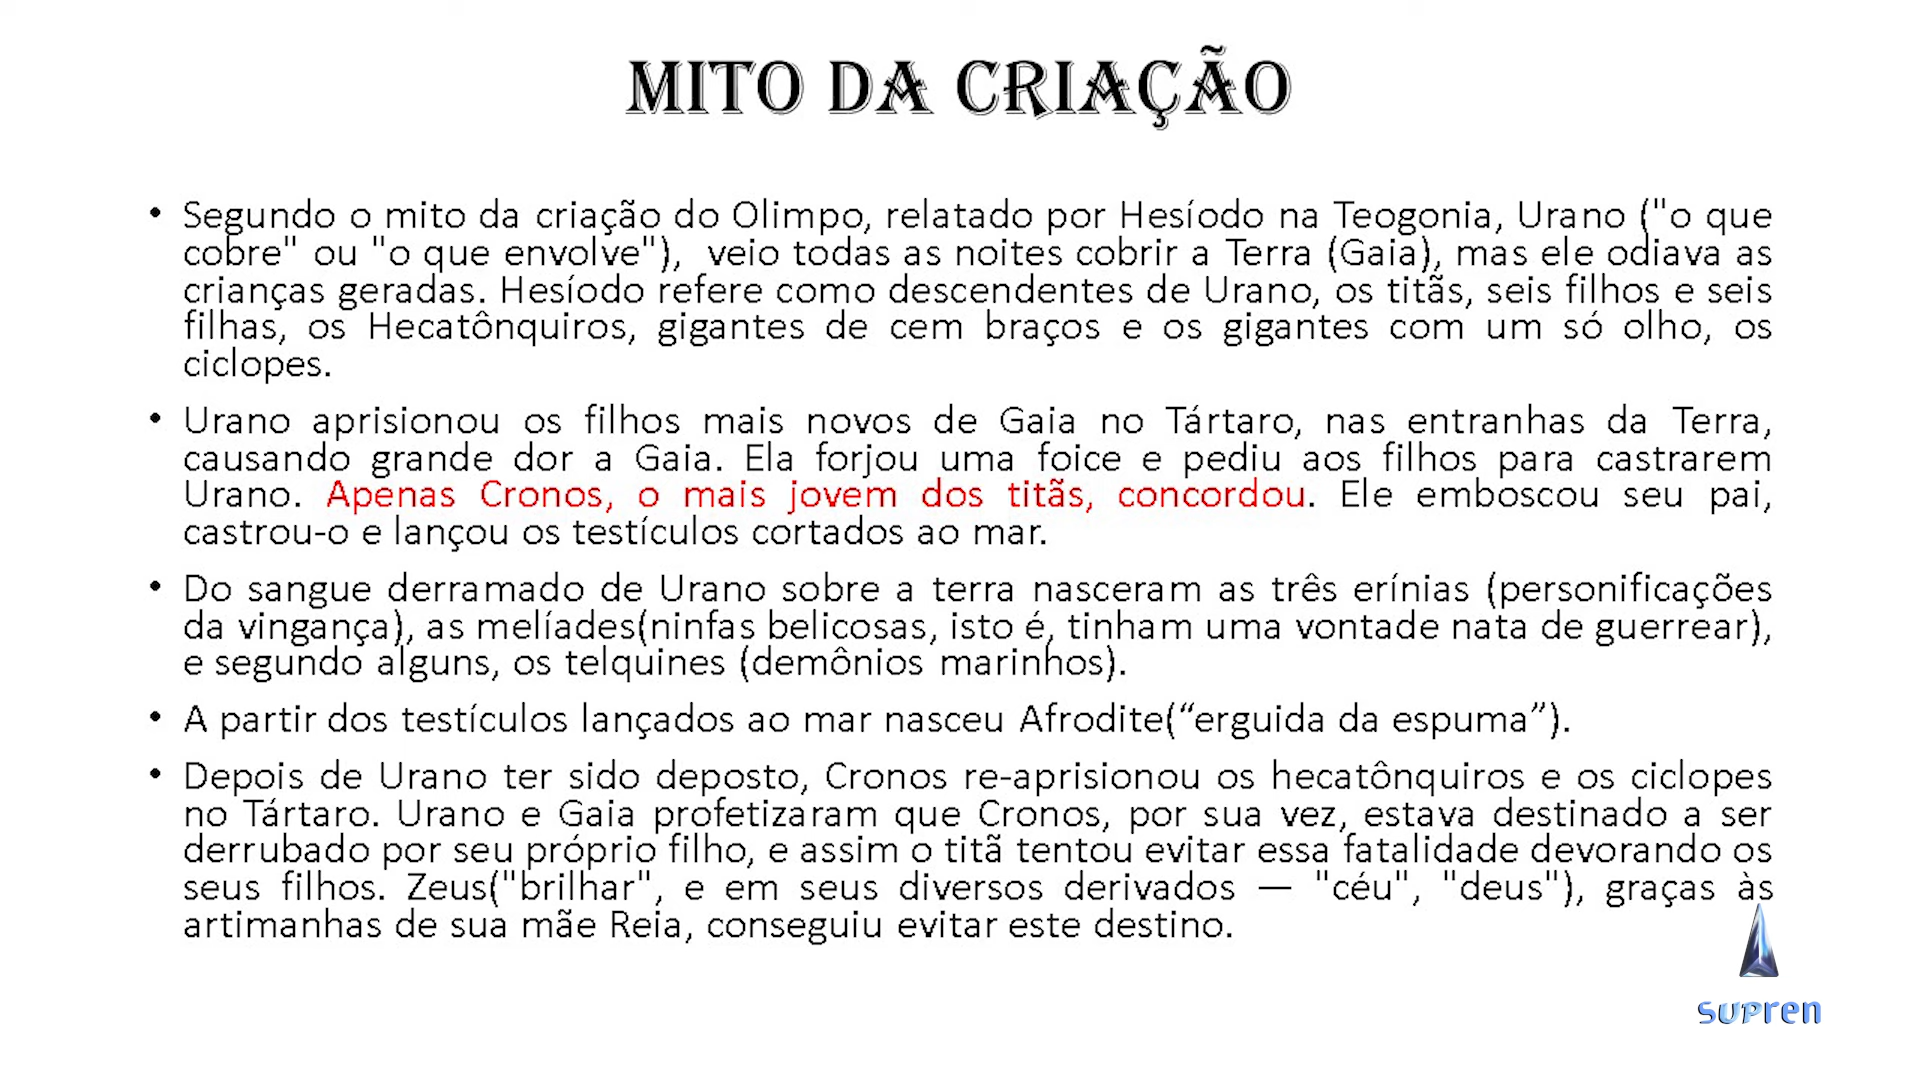 MITO DA CRIAÇÃO
• Segundo o mito da criação do Olimpo, relatado por Hesíodo na Teogonia, Urano ("o que
cobre" ou "o que envolve"), veio todas as noites cobrir a Terra (Gaia), mas ele odiava as
crianças geradas. Hesíodo refere como descendentes de Urano, os titãs, seis filhos e seis
filhas, os Hecatônquiros, gigantes de cem braços e os gigantes com um só olho, os
ciclopes.
• Urano aprisionou os filhos mais novos de Gaia no Tártaro, nas entranhas da Terra,
causando grande dor a Gaia. Ela forjou uma foice e pediu aos filhos para castrarem
Urano. Apenas Cronos, o mais jovem dos titãs, concordou. Ele emboscou seu pai,
castrou-o e lançou os testículos cortados ao mar.
• Do sangue derramado de Urano sobre a terra nasceram as três erínias (personificações
da vingança), as melíades(ninfas belicosas, isto é, tinham uma vontade nata de guerrear),
e segundo alguns, os telquines (demônios marinhos).
• A partir dos testículos lançados ao mar nasceu Afrodite(“erguida da espuma”).
• Depois de Urano ter sido deposto, Cronos re-aprisionou os hecatônquiros e os ciclopes
no Tártaro. Urano e Gaia profetizaram que Cronos, por sua vez, estava destinado a ser
derrubado por seu próprio filho, e assim o titã tentou evitar essa fatalidade devorando os
seus filhos. Zeus("brilhar", e em seus diversos derivados — "céu", "deus"), graças às
artimanhas de sua mãe Reia, conseguiu evitar este destino.
supren